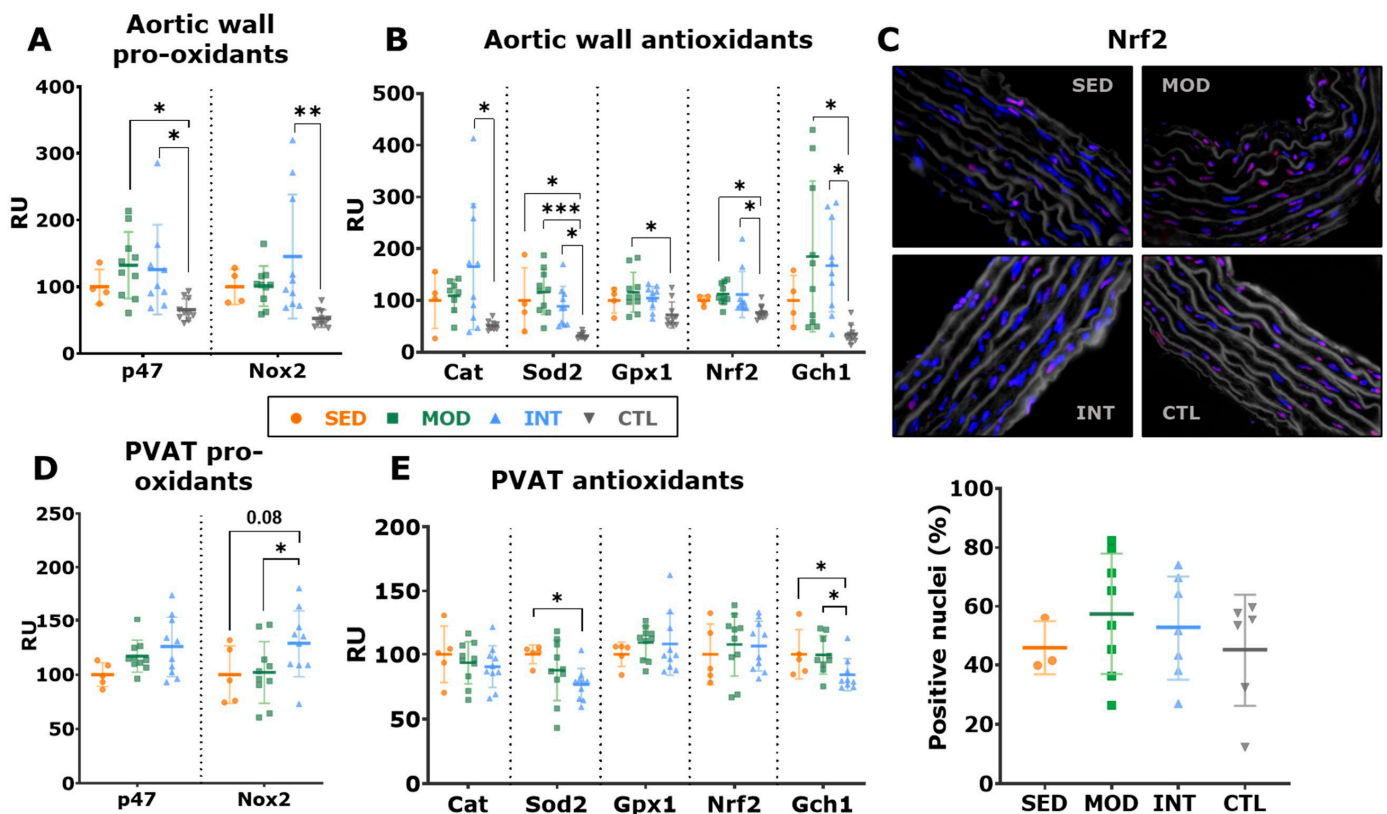 A
Aortic wall
pro-oxidants
RU
400
300
200
100
0
*
*
**
p47
Nox2
B
Aortic wall antioxidants
RU
500
400
300
200
100
0
*
*
***
*
*
*
*
*
*
Cat
Sod2
Gpx1
Nrf2
Gch1
C
Nrf2
SED
MOD
INT
CTL
SED
MOD
INT
CTL
D
PVAT pro-
oxidants
RU
250
200
150
100
50
0
0.08
*
p47
Nox2
E
PVAT antioxidants
RU
200
150
100
50
0
*
*
*
Cat
Sod2
Gpx1
Nrf2
Gch1
Positive nuclei (%)
100
80
60
40
20
0
SED
MOD
INT
CTL